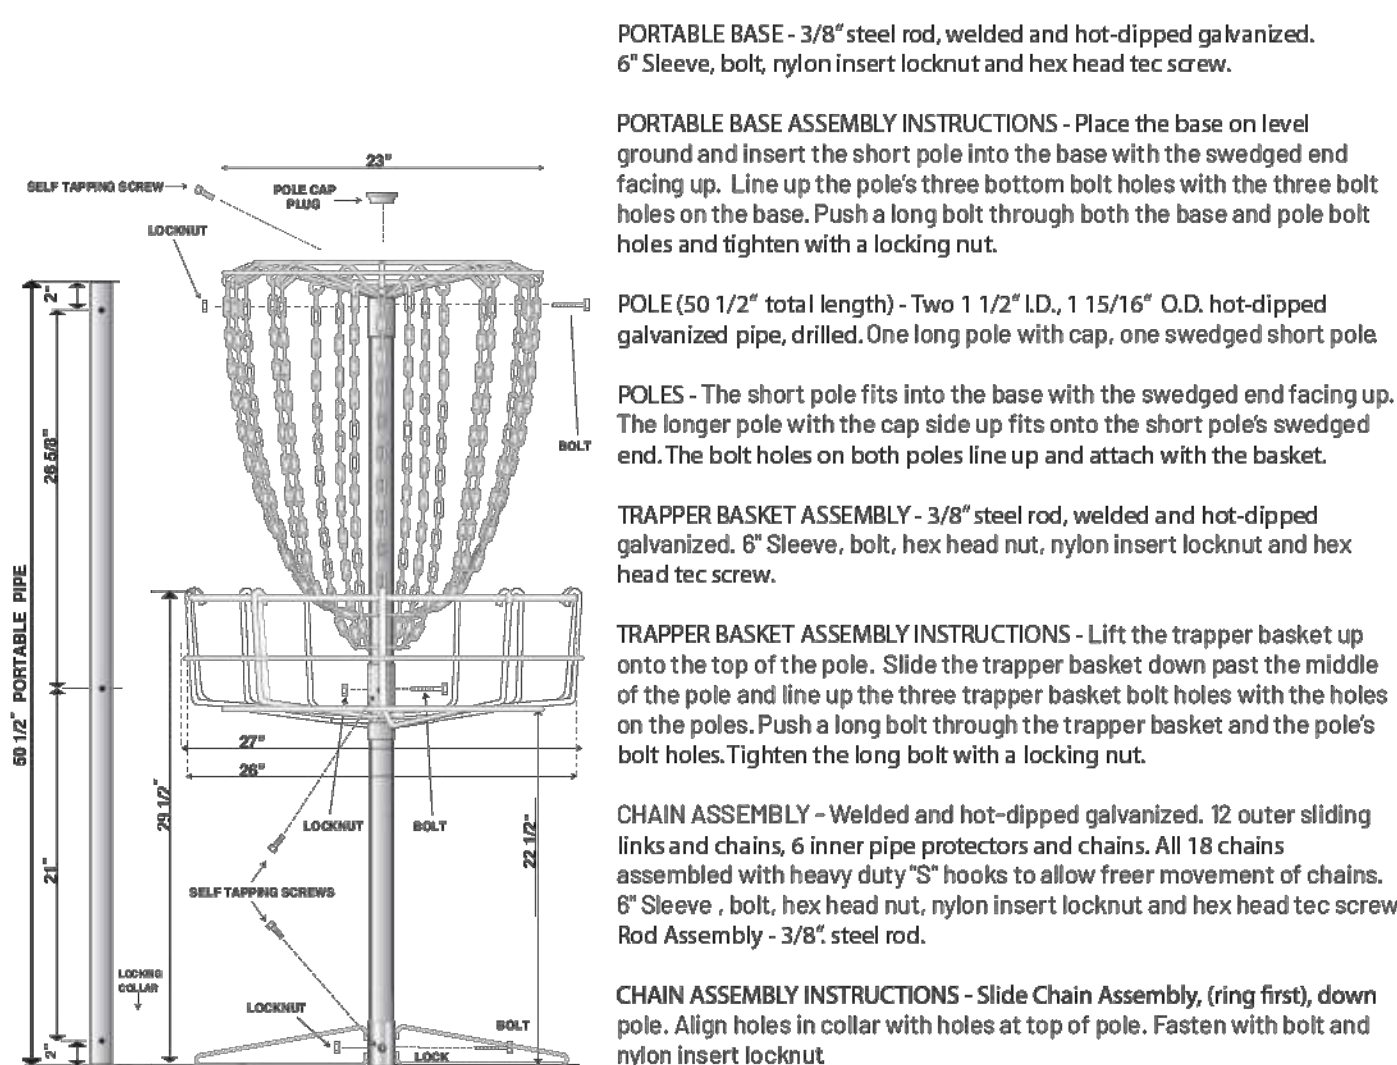 PORTABLE BASE - 3/8" steel rod, welded and hot-dipped galvanized.
6" Sleeve, bolt, nylon insert locknut and hex head tec screw.
PORTABLE BASE ASSEMBLY INSTRUCTIONS - Place the base on level
ground and insert the short pole into the base with the swedged end
facing up. Line up the pole's three bottom bolt holes with the three bolt
holes on the base. Push a long bolt through both the base and pole bolt
holes and tighten with a locking nut.
POLE (50 1/2" total length) - Two 1 1/2" I.D., 1 15/16" O.D. hot-dipped
galvanized pipe, drilled. One long pole with cap, one swedged short pole.
POLES - The short pole fits into the base with the swedged end facing up.
The longer pole with the cap side up fits onto the short pole's swedged
end. The bolt holes on both poles line up and attach with the basket.
TRAPPER BASKET ASSEMBLY - 3/8" steel rod, welded and hot-dipped
galvanized. 6" Sleeve, bolt, hex head nut, nylon insert locknut and hex
head tec screw.
TRAPPER BASKET ASSEMBLY INSTRUCTIONS - Lift the trapper basket up
onto the top of the pole. Slide the trapper basket down past the middle
of the pole and line up the three trapper basket bolt holes with the holes
on the poles. Push a long bolt through the trapper basket and the pole's
bolt holes. Tighten the long bolt with a locking nut.
CHAIN ASSEMBLY - Welded and hot-dipped galvanized. 12 outer sliding
links and chains, 6 inner pipe protectors and chains. All 18 chains
assembled with heavy duty "S" hooks to allow freer movement of chains.
6" Sleeve , bolt, hex head nut, nylon insert locknut and hex head tec screw
Rod Assembly - 3/8". steel rod.
CHAIN ASSEMBLY INSTRUCTIONS - Slide Chain Assembly, (ring first), down
pole. Align holes in collar with holes at top of pole. Fasten with bolt and
nylon insert locknut
23"
SELF TAPPING SCREW
POLE CAP
PLUG
LOCKNUT
2"
BOLT
26 5/8"
50 1/2" PORTABLE PIPE
27"
26"
29 1/2"
LOCKNUT
BOLT
22 1/2"
21"
SELF TAPPING SCREWS
LOCKING
COLLAR
LOCKNUT
BOLT
LOCK
2"